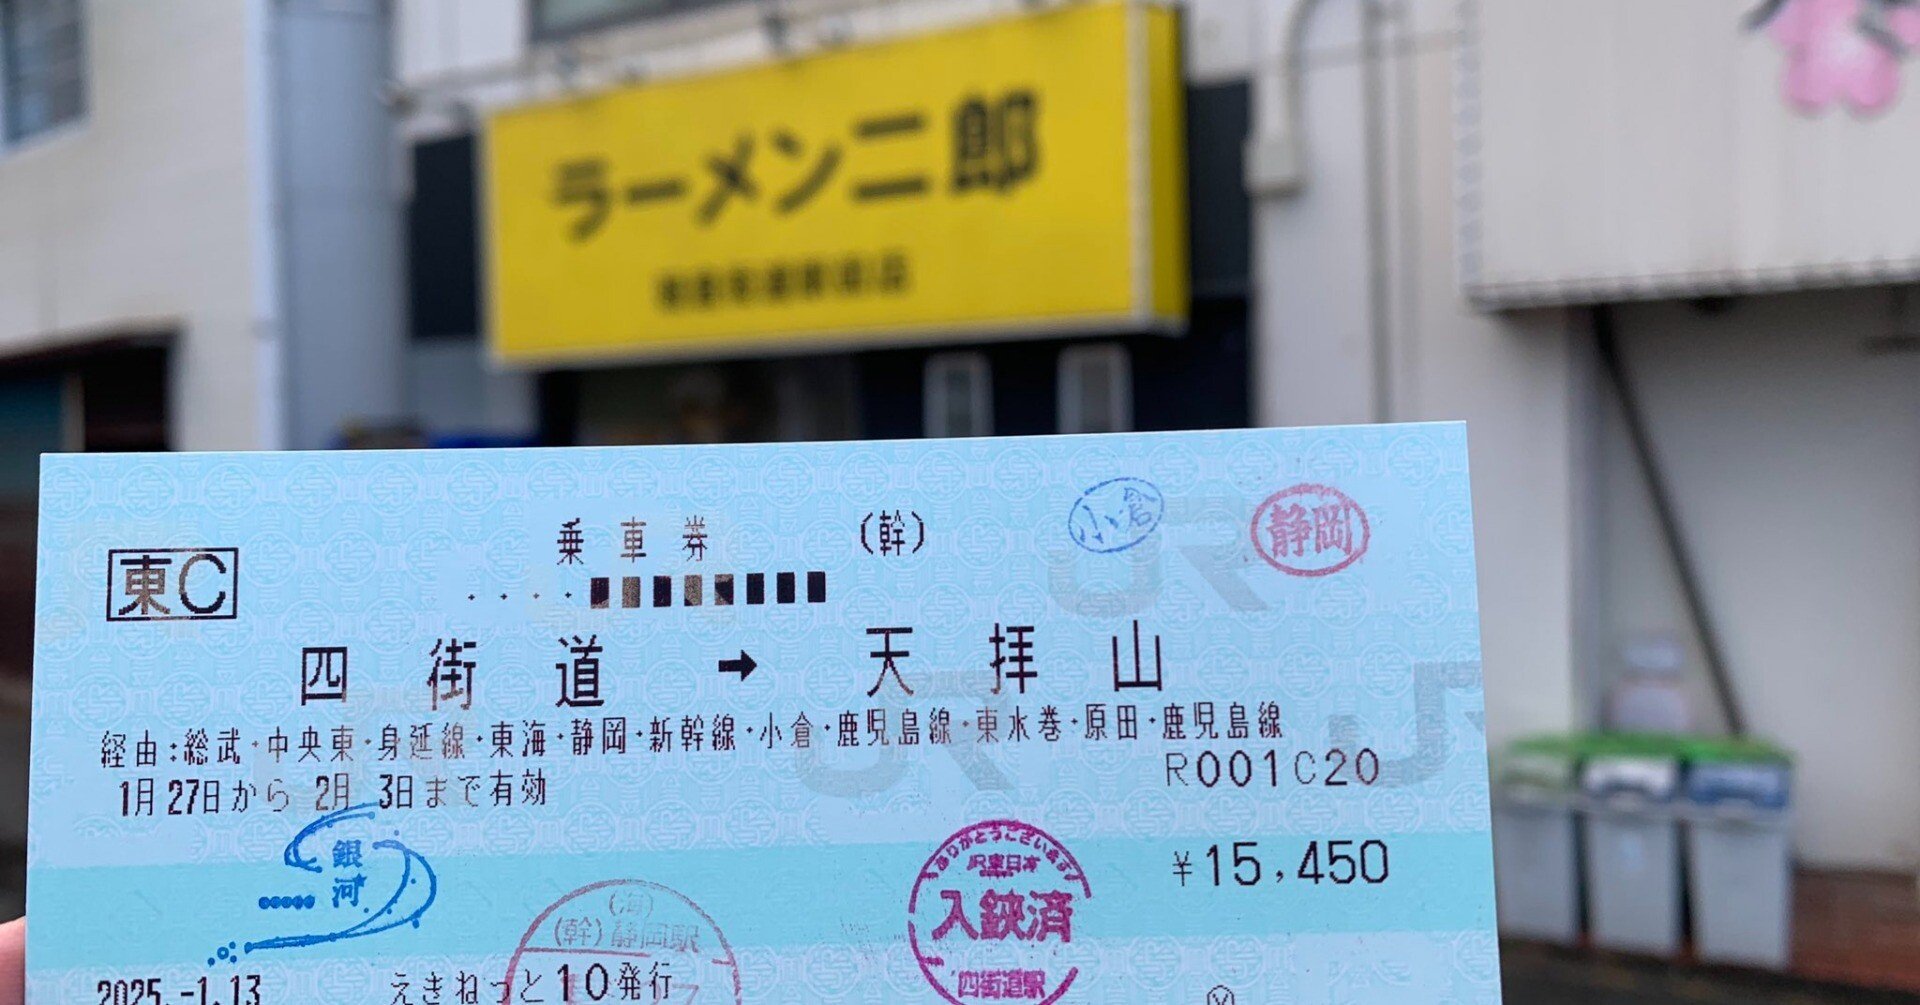 ラーメン二郎
小倉
静岡
東C
乗車券 (幹)
四街道 → 天拝山
経由:総武・中央東・身延線・東海・静岡・新幹線・小倉・鹿児島線・東水巻・原田・鹿児島線
1月27日から 2月 3日まで有効
R001C20
¥15,450
銀河
ありがとうございます
JR東日本
入鋏済
四街道駅
(海)
(幹)静岡駅
2025.-1.13
えきねっと10発行
JR